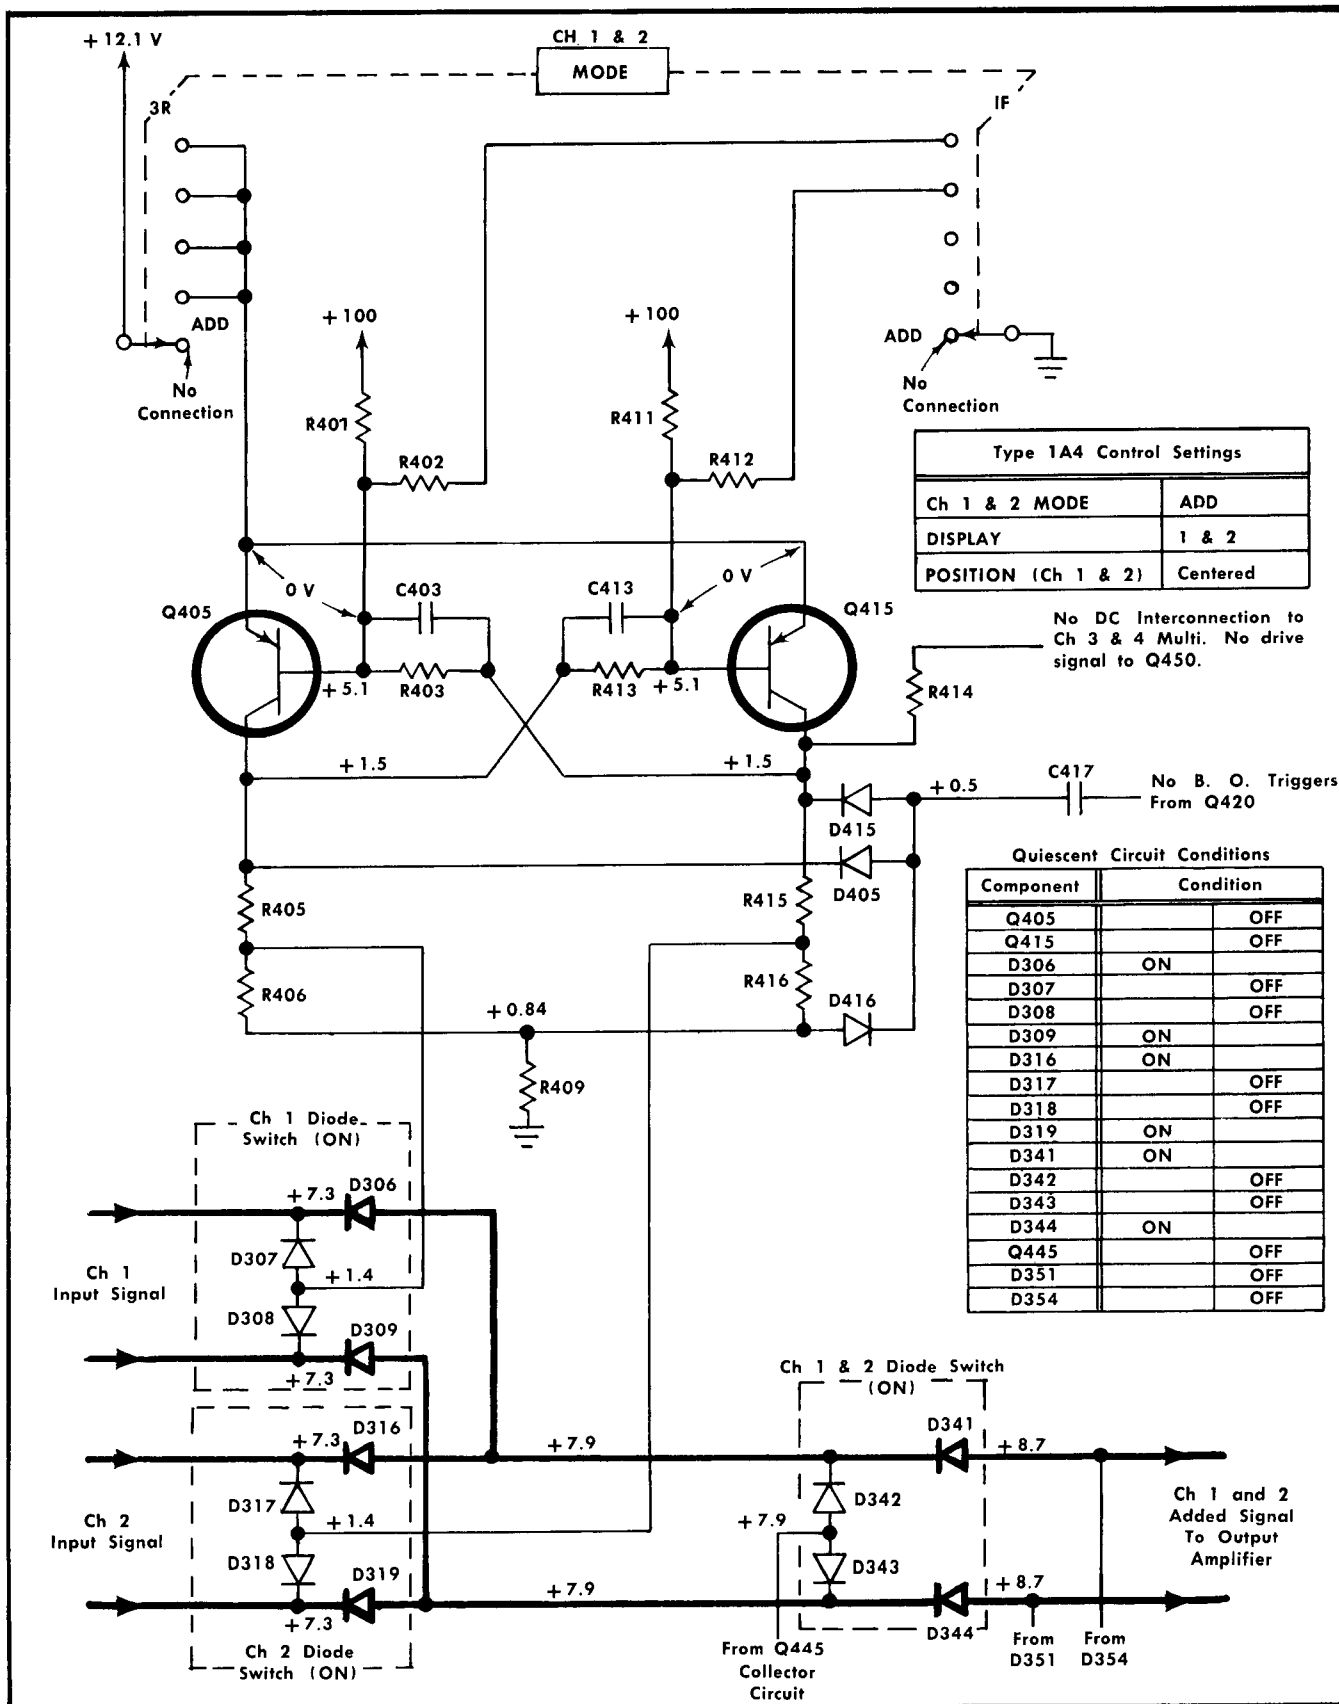 + 12.1 V
CH 1 & 2
MODE
3R
IF
ADD
No
Connection
+ 100
+ 100
ADD
No
Connection
R401
R411
R402
R412
Type 1A4 Control Settings
Ch 1 & 2 MODE ADD
DISPLAY 1 & 2
POSITION (Ch 1 & 2) Centered
0 V
C403
C413
0 V
Q405
Q415
No DC Interconnection to
Ch 3 & 4 Multi. No drive
signal to Q450.
+ 5.1
R403
R413
+ 5.1
R414
+ 1.5
+ 1.5
+ 0.5
C417
No B. O. Triggers
From Q420
D415
D405
R405
R415
R406
R416
D416
+ 0.84
R409
Quiescent Circuit Conditions
Component Condition
Q405 OFF
Q415 OFF
D306 ON
D307 OFF
D308 OFF
D309 ON
D316 ON
D317 OFF
D318 OFF
D319 ON
D341 ON
D342 OFF
D343 OFF
D344 ON
Q445 OFF
D351 OFF
D354 OFF
Ch 1 Diode
Switch (ON)
+ 7.3
D306
D307
+ 1.4
Ch 1
Input Signal
D308
D309
+ 7.3
Ch 1 & 2 Diode Switch
(ON)
+ 7.3
D316
+ 7.9
D341
+ 8.7
D317
+ 1.4
D342
+ 7.9
Ch 2
Input Signal
Ch 1 and 2
Added Signal
To Output
Amplifier
D318
D319
+ 7.9
D343
+ 8.7
+ 7.3
Ch 2 Diode
Switch (ON)
From Q445
Collector
Circuit
D344
From
D351
From
D354